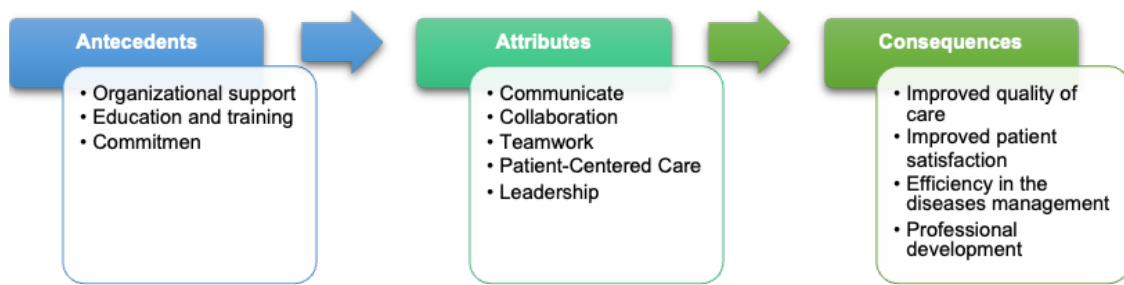 Antecedents
• Organizational support
• Education and training
• Commitmen
Attributes
• Communicate
• Collaboration
• Teamwork
• Patient-Centered Care
• Leadership
Consequences
• Improved quality of
care
• Improved patient
satisfaction
• Efficiency in the
diseases management
• Professional
development